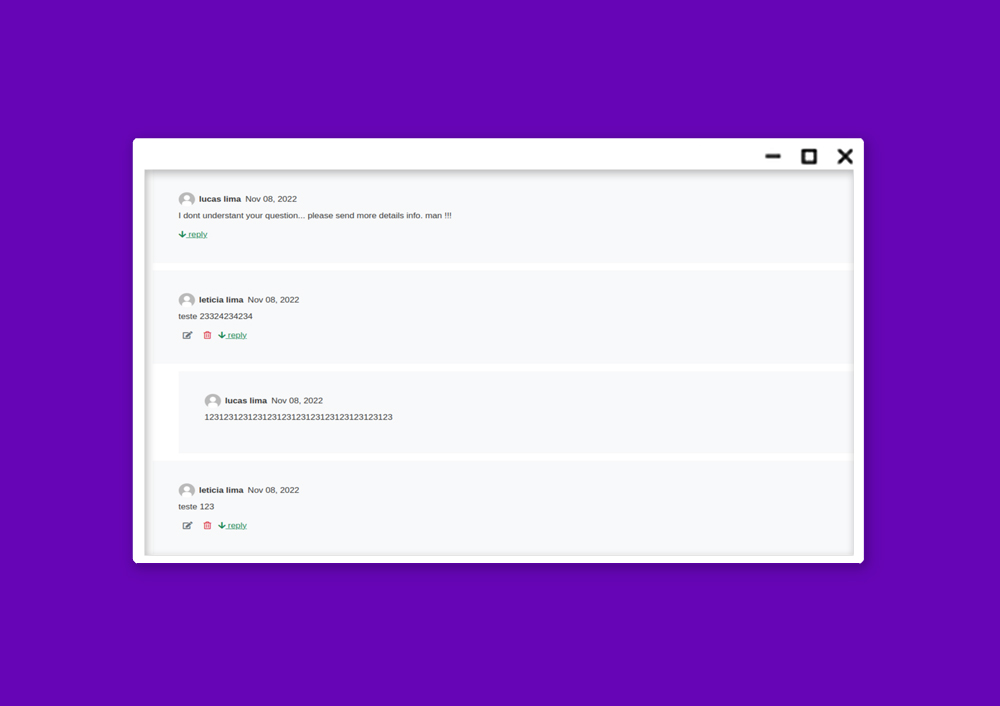 lucas lima Nov 08, 2022
I dont understant your question... please send more details info. man !!!
reply
leticia lima Nov 08, 2022
teste 23324234234
reply
lucas lima Nov 08, 2022
123123123123123123123123123123123123123
leticia lima Nov 08, 2022
teste 123
reply